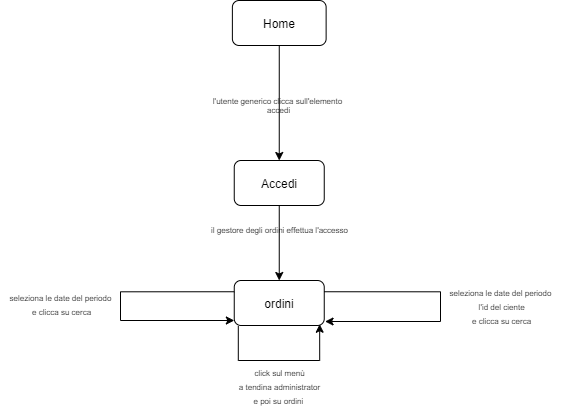 Home
l'utente generico clicca sull'elemento
accedi
Accedi
il gestore degli ordini effettua l'accesso
ordini
seleziona le date del periodo
e clicca su cerca
seleziona le date del periodo
l'id del ciente
e clicca su cerca
click sul menù
a tendina administrator
e poi su ordini